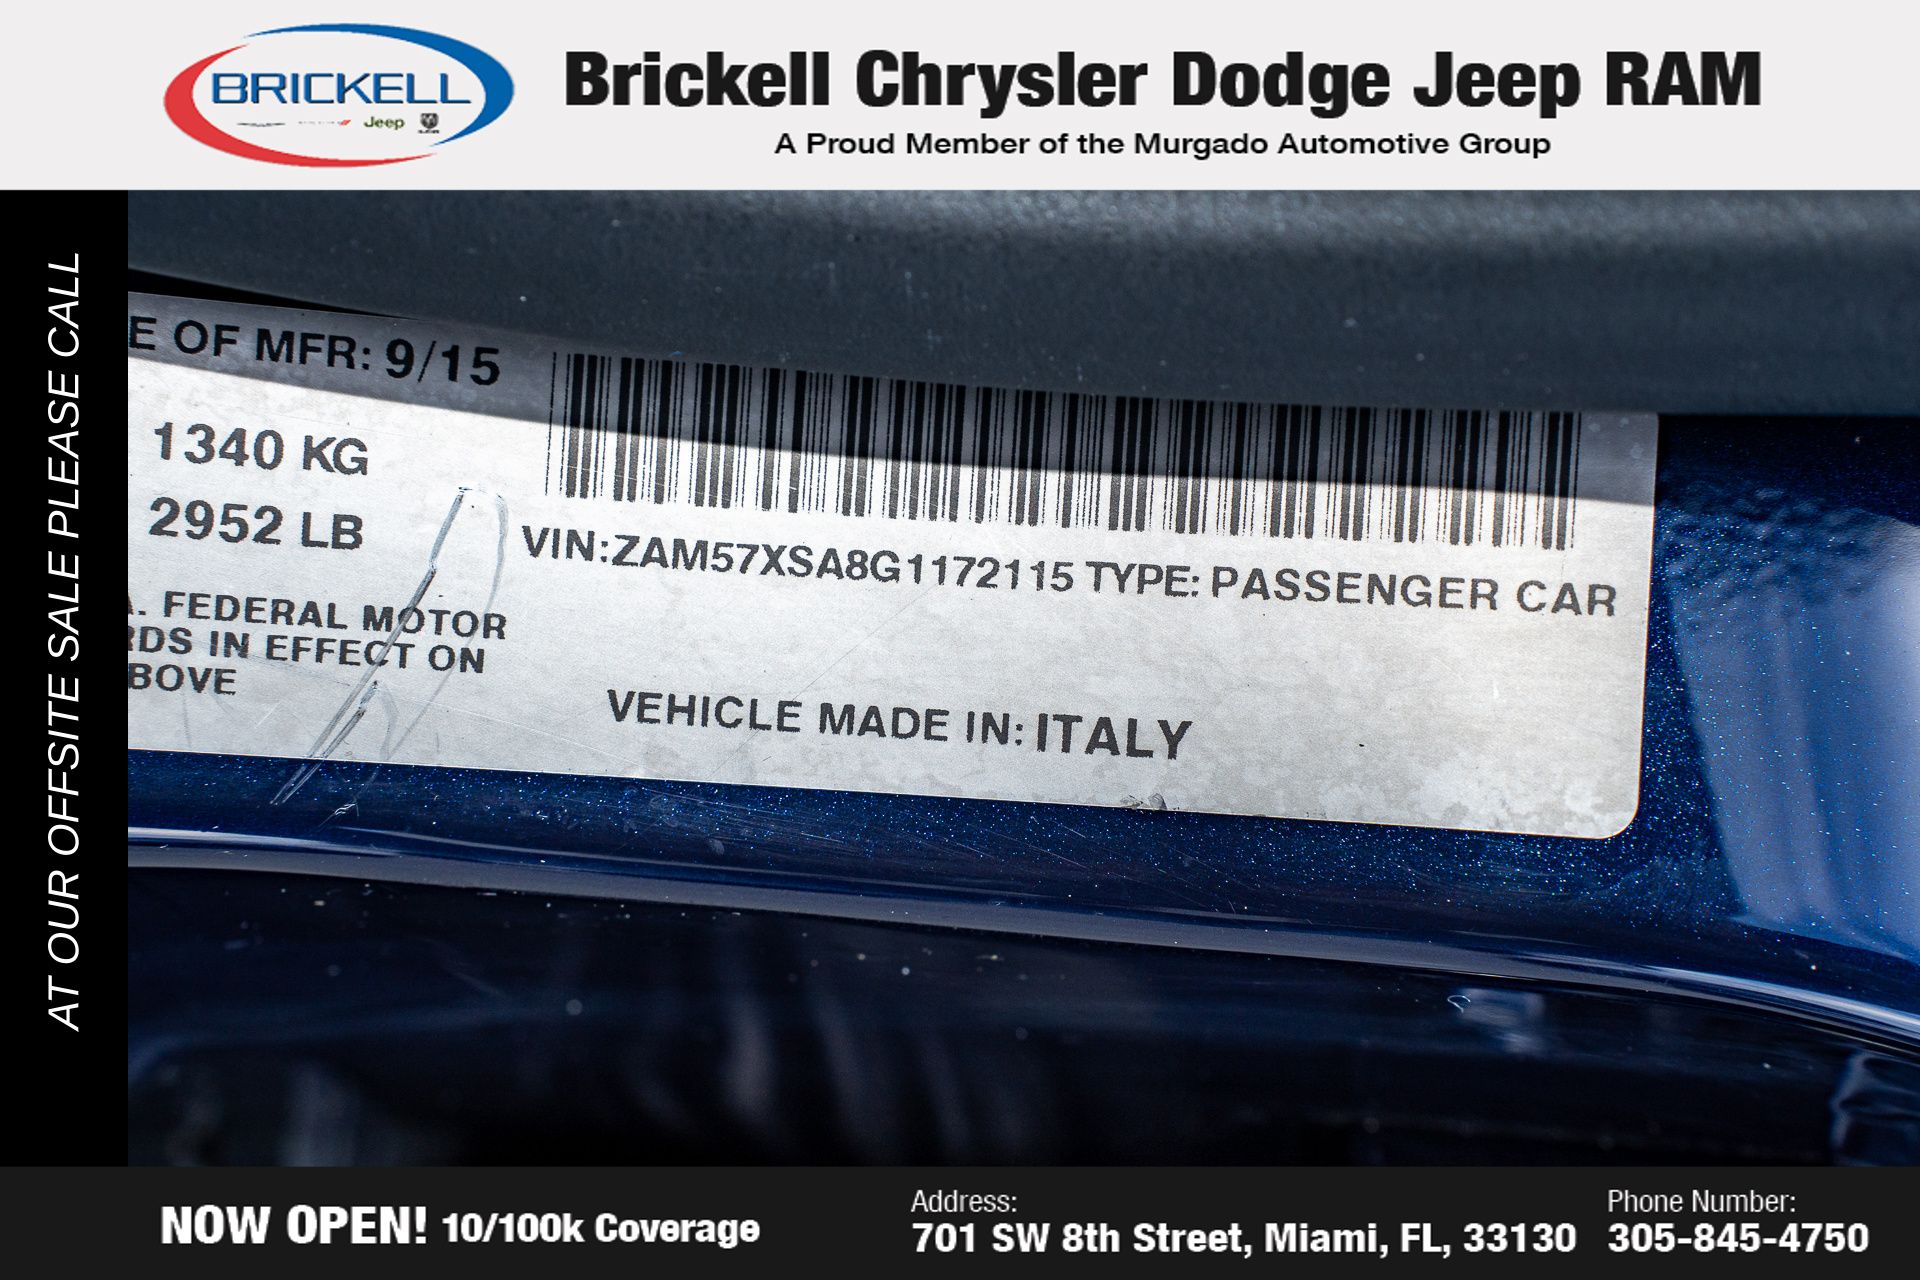 BRICKELL
Jeep
Brickell Chrysler Dodge Jeep RAM
A Proud Member of the Murgado Automotive Group
AT OUR OFFSITE SALE PLEASE CALL
E OF MFR: 9/15
1340 KG
2952 LB
VIN:ZAM57XSA8G1172115 TYPE: PASSENGER CAR
. FEDERAL MOTOR
RDS IN EFFECT ON
BOVE
VEHICLE MADE IN: ITALY
NOW OPEN! 10/100k Coverage
Address:
701 SW 8th Street, Miami, FL, 33130
Phone Number:
305-845-4750